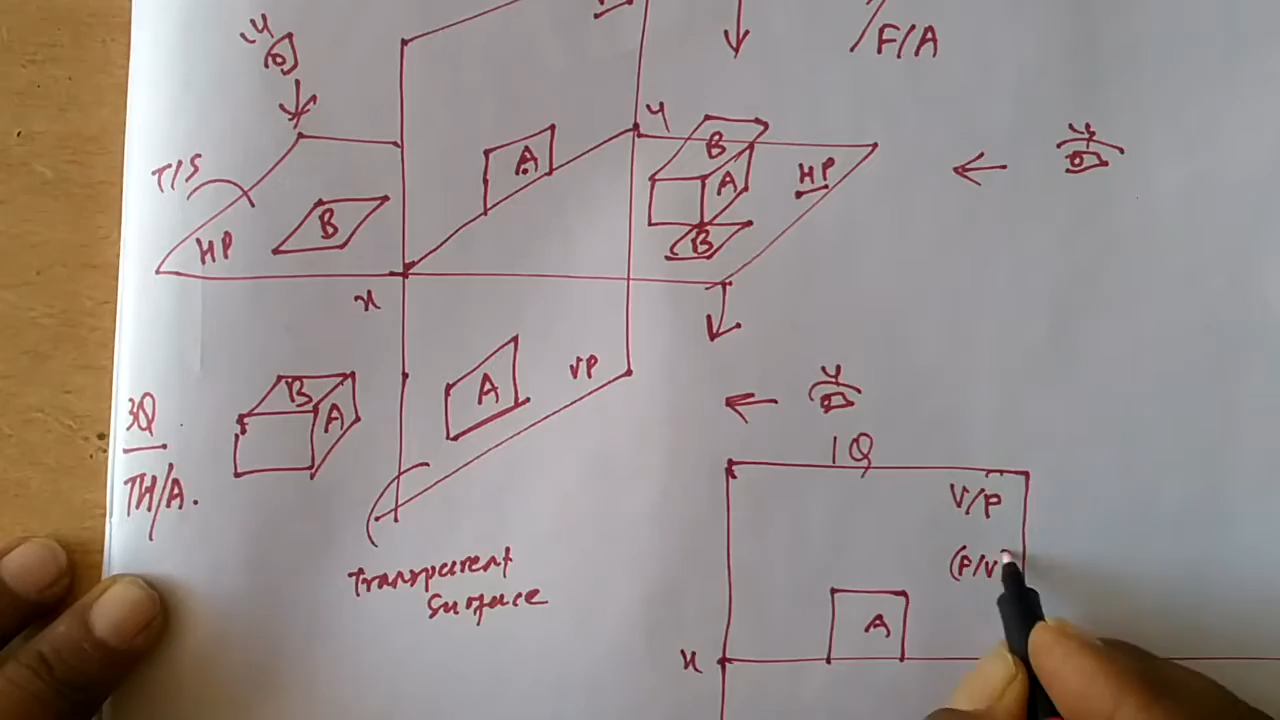 F/A
T/S
HP
B
A
y
B
A
B
HP
x
3Q
TH/A.
B
A
A
VP
Transparent
Surface
1Q
V/P
(F/V
A
x